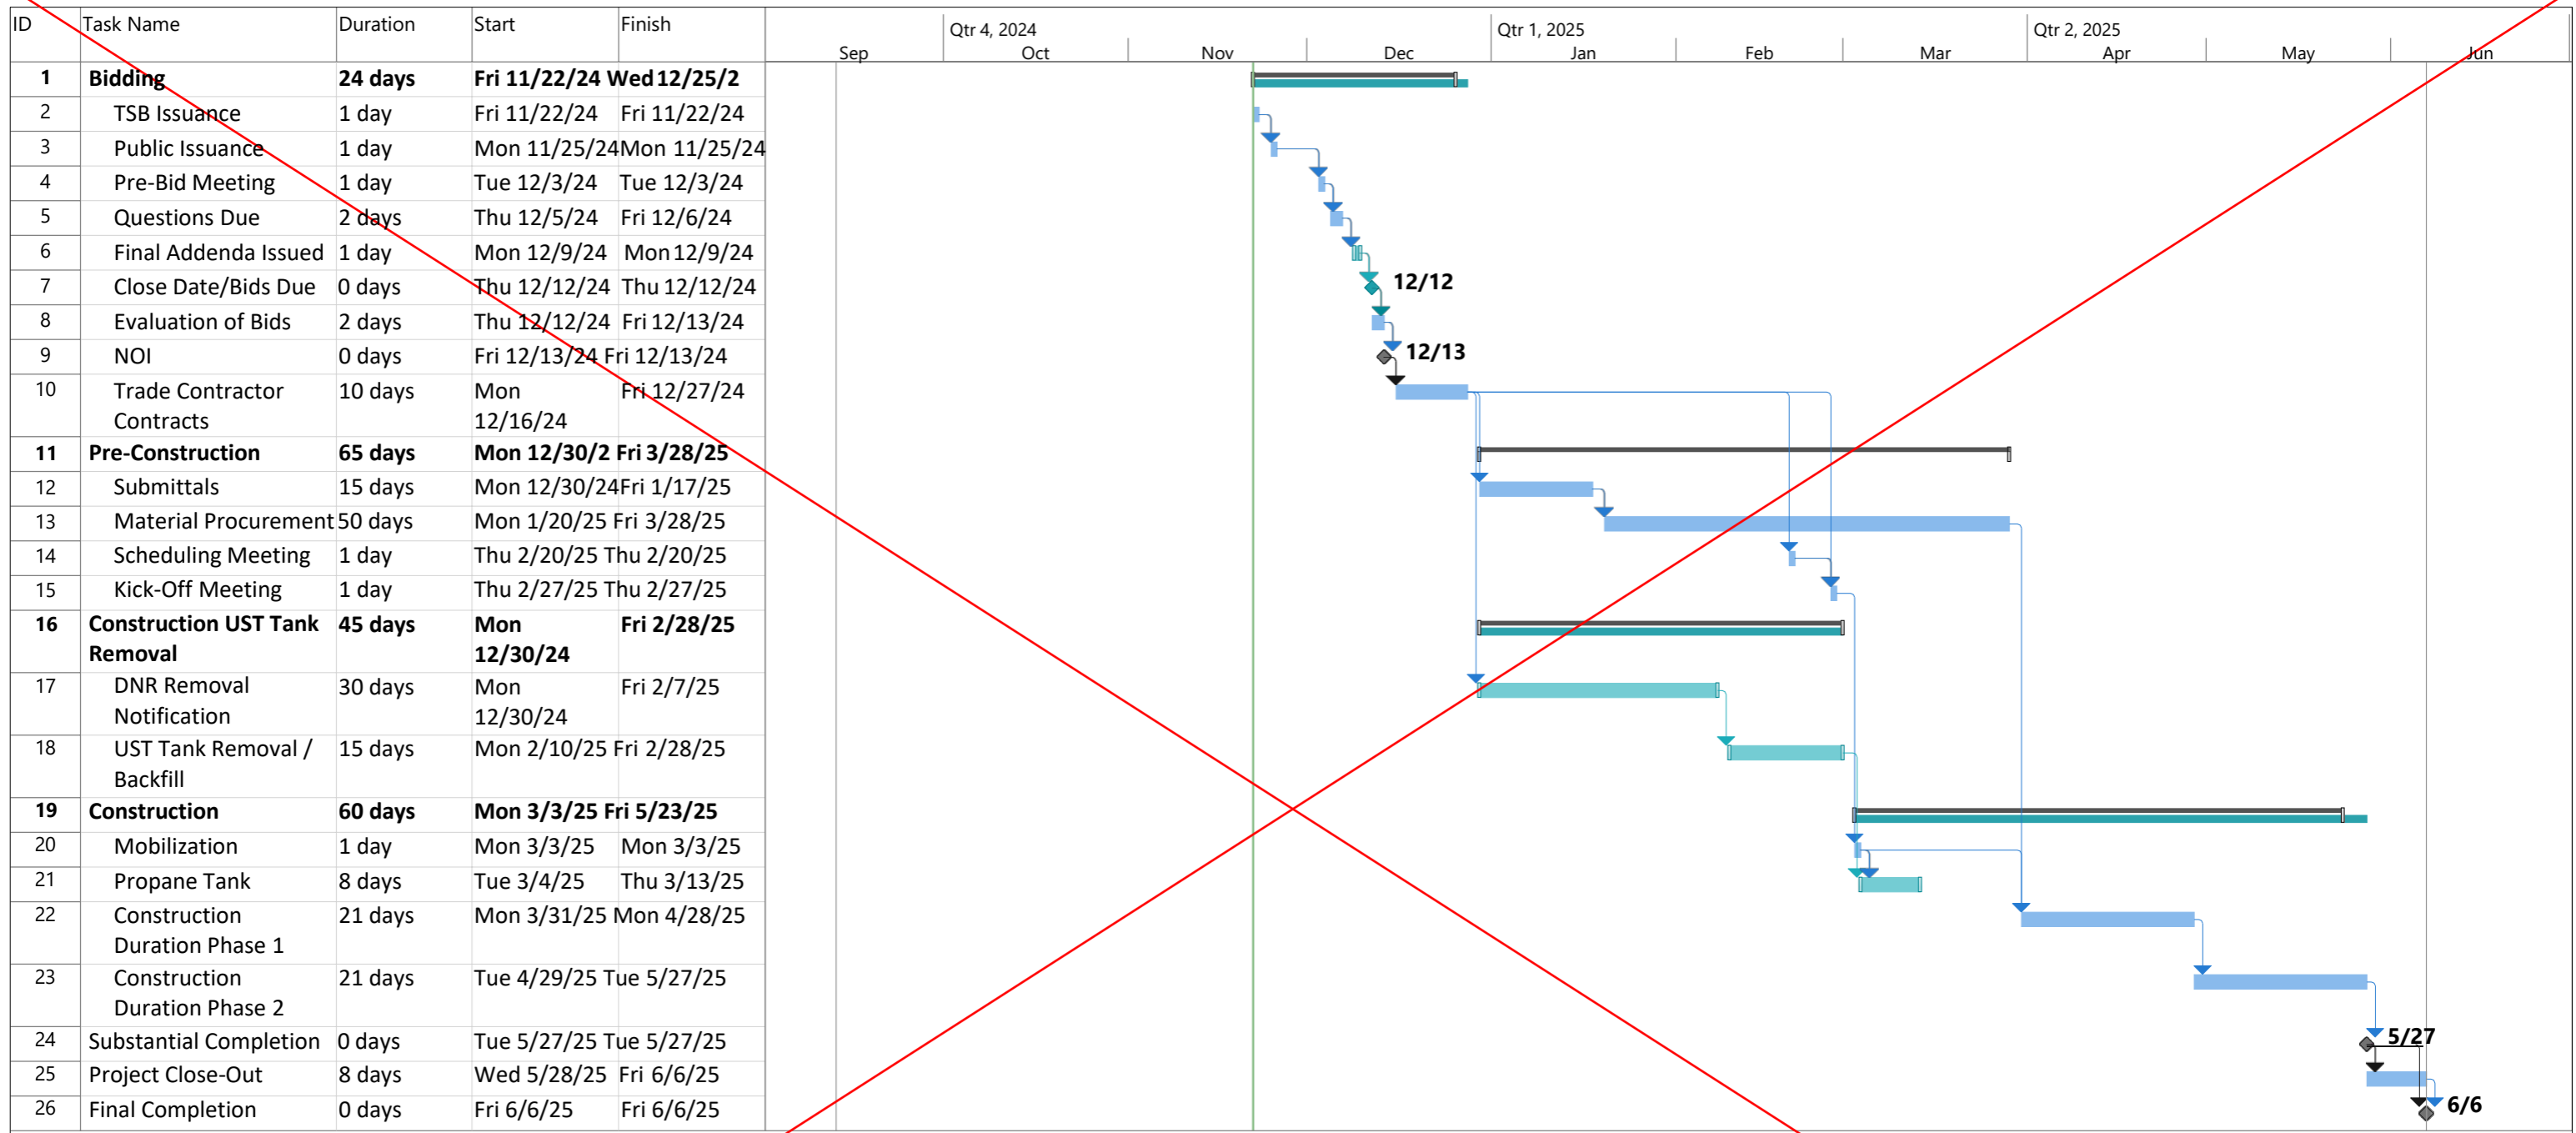 ID Task Name Duration Start Finish
Qtr 4, 2024 Qtr 1, 2025 Qtr 2, 2025
Sep Oct Nov Dec Jan Feb Mar Apr May Jun
1 Bidding 24 days Fri 11/22/24 Wed 12/25/2
2 TSB Issuance 1 day Fri 11/22/24 Fri 11/22/24
3 Public Issuance 1 day Mon 11/25/24 Mon 11/25/24
4 Pre-Bid Meeting 1 day Tue 12/3/24 Tue 12/3/24
5 Questions Due 2 days Thu 12/5/24 Fri 12/6/24
6 Final Addenda Issued 1 day Mon 12/9/24 Mon 12/9/24
7 Close Date/Bids Due 0 days Thu 12/12/24 Thu 12/12/24 12/12
8 Evaluation of Bids 2 days Thu 12/12/24 Fri 12/13/24
9 NOI 0 days Fri 12/13/24 Fri 12/13/24 12/13
10 Trade Contractor 10 days Mon Fri 12/27/24
Contracts 12/16/24
11 Pre-Construction 65 days Mon 12/30/2 Fri 3/28/25
12 Submittals 15 days Mon 12/30/24 Fri 1/17/25
13 Material Procurement 50 days Mon 1/20/25 Fri 3/28/25
14 Scheduling Meeting 1 day Thu 2/20/25 Thu 2/20/25
15 Kick-Off Meeting 1 day Thu 2/27/25 Thu 2/27/25
16 Construction UST Tank 45 days Mon Fri 2/28/25
Removal 12/30/24
17 DNR Removal 30 days Mon Fri 2/7/25
Notification 12/30/24
18 UST Tank Removal / 15 days Mon 2/10/25 Fri 2/28/25
Backfill
19 Construction 60 days Mon 3/3/25 Fri 5/23/25
20 Mobilization 1 day Mon 3/3/25 Mon 3/3/25
21 Propane Tank 8 days Tue 3/4/25 Thu 3/13/25
22 Construction 21 days Mon 3/31/25 Mon 4/28/25
Duration Phase 1
23 Construction 21 days Tue 4/29/25 Tue 5/27/25
Duration Phase 2
24 Substantial Completion 0 days Tue 5/27/25 Tue 5/27/25 5/27
25 Project Close-Out 8 days Wed 5/28/25 Fri 6/6/25
26 Final Completion 0 days Fri 6/6/25 Fri 6/6/25 6/6